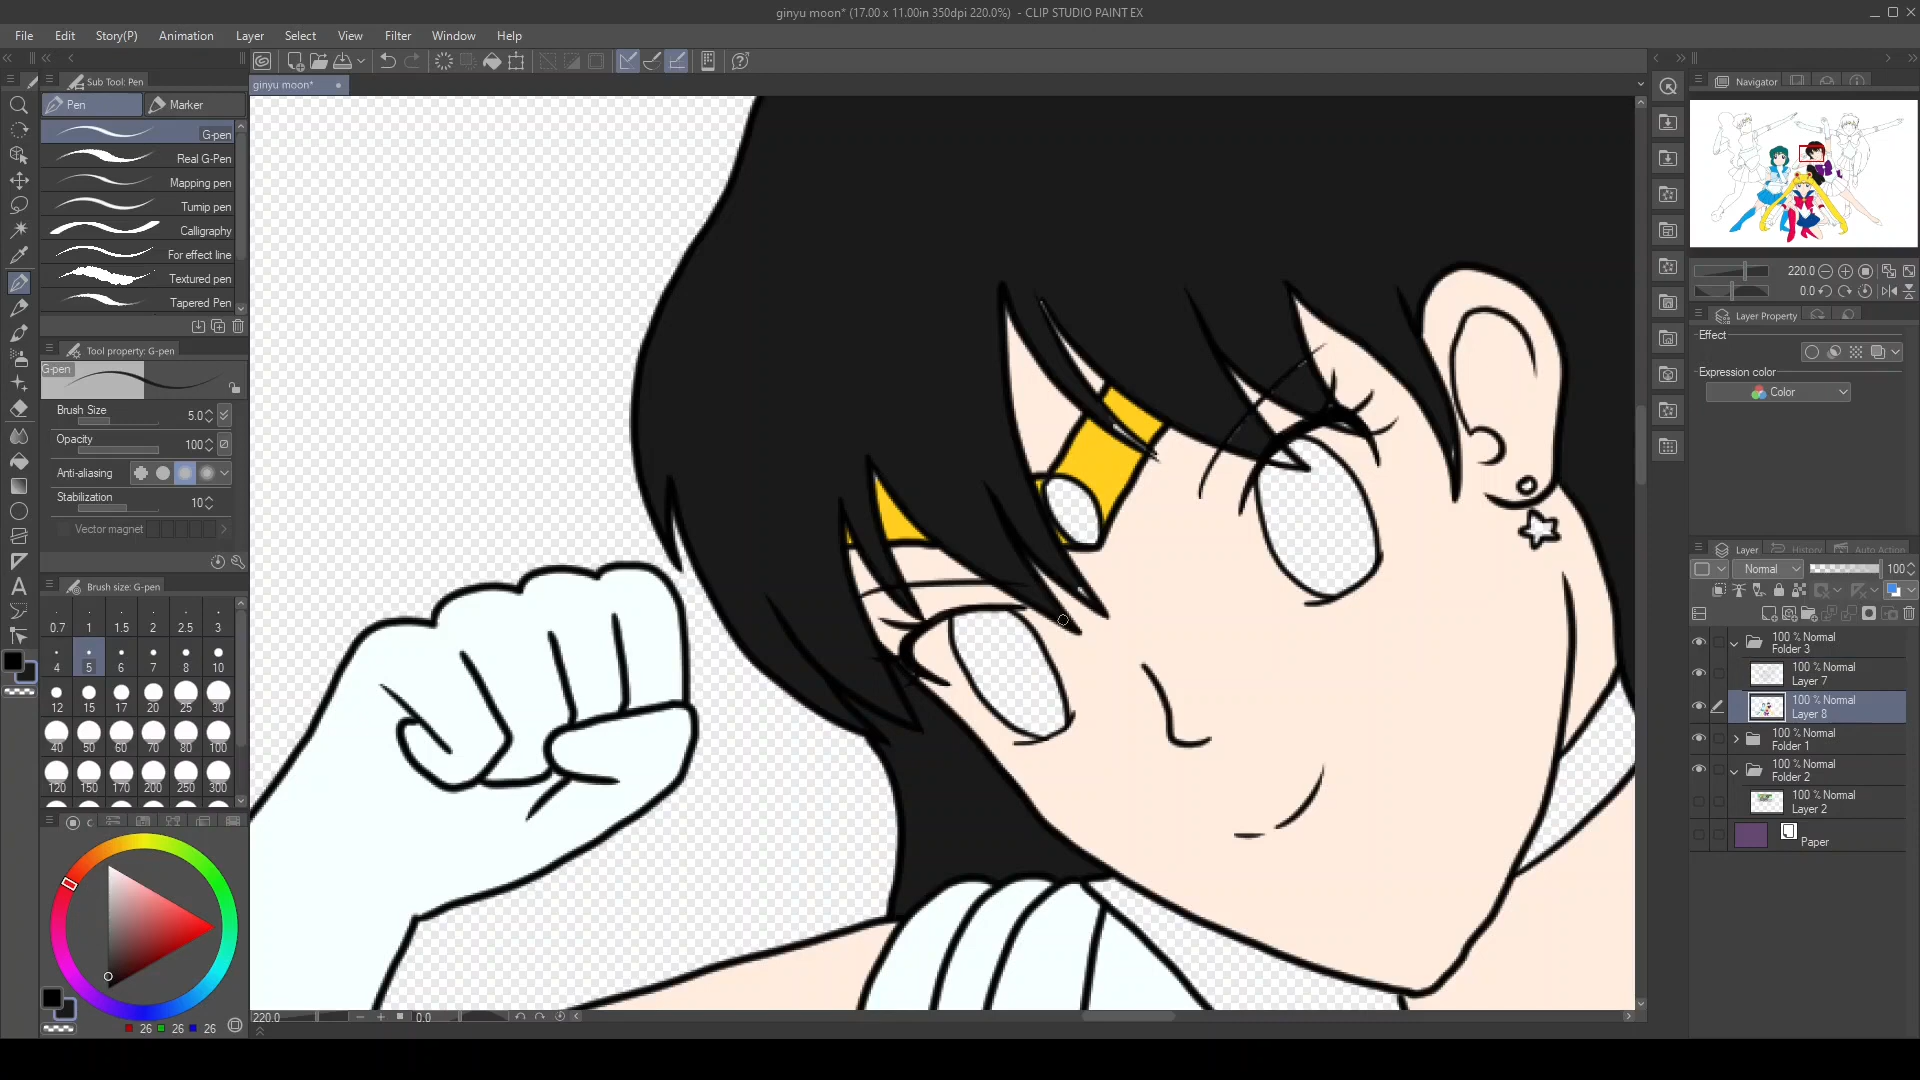 ginyu moon* (17.00 x 11.00in 350dpi 220.0%) - CLIP STUDIO PAINT EX
File Edit Story(P) Animation Layer Select View Filter Window Help
Sub Tool: Pen
ginyu moon*
Navigator
Pen Marker
G-pen
Real G-Pen
Mapping pen
Turnip pen
Calligraphy
For effect line
Textured pen
Tapered Pen
Tool property: G-pen
G-pen
Brush Size 5.0
Opacity 100
Anti-aliasing
Stabilization 10
Vector magnet
Brush size: G-pen
0.7 1 1.5 2 2.5 3
4 5 6 7 8 10
12 15 17 20 25 30
40 50 60 70 80 100
120 150 170 200 250 300
26 26 26
220.0 0.0
220.0
0.0
Layer Property
Effect
Expression color
Color
Layer History Auto Action
Normal 100
100 % Normal
Folder 3
100 % Normal
Layer 7
100 % Normal
Layer 8
100 % Normal
Folder 1
100 % Normal
Folder 2
100 % Normal
Layer 2
Paper